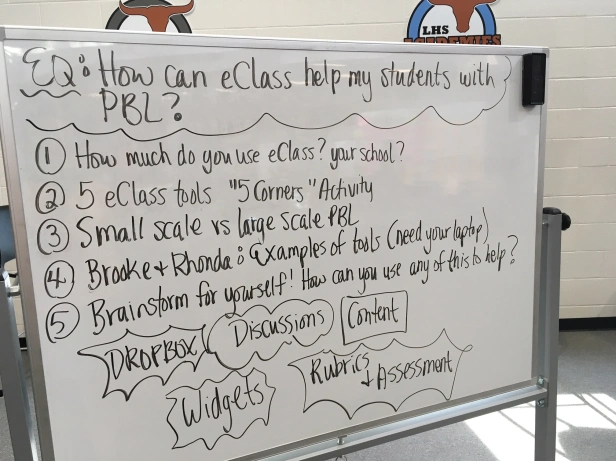 LHS
ACADEMIES
EQ: How can eClass help my students with
PBL?
① How much do you use eClass? your school?
② 5 eClass tools "5 Corners" Activity
③ Small scale vs large scale PBL
④ Brooke + Rhonda: Examples of tools (need your laptop)
⑤ Brainstorm for yourself! How can you use any of this to help?
DROPBOX
Discussions
Content
Widgets
Rubrics
+ Assessment